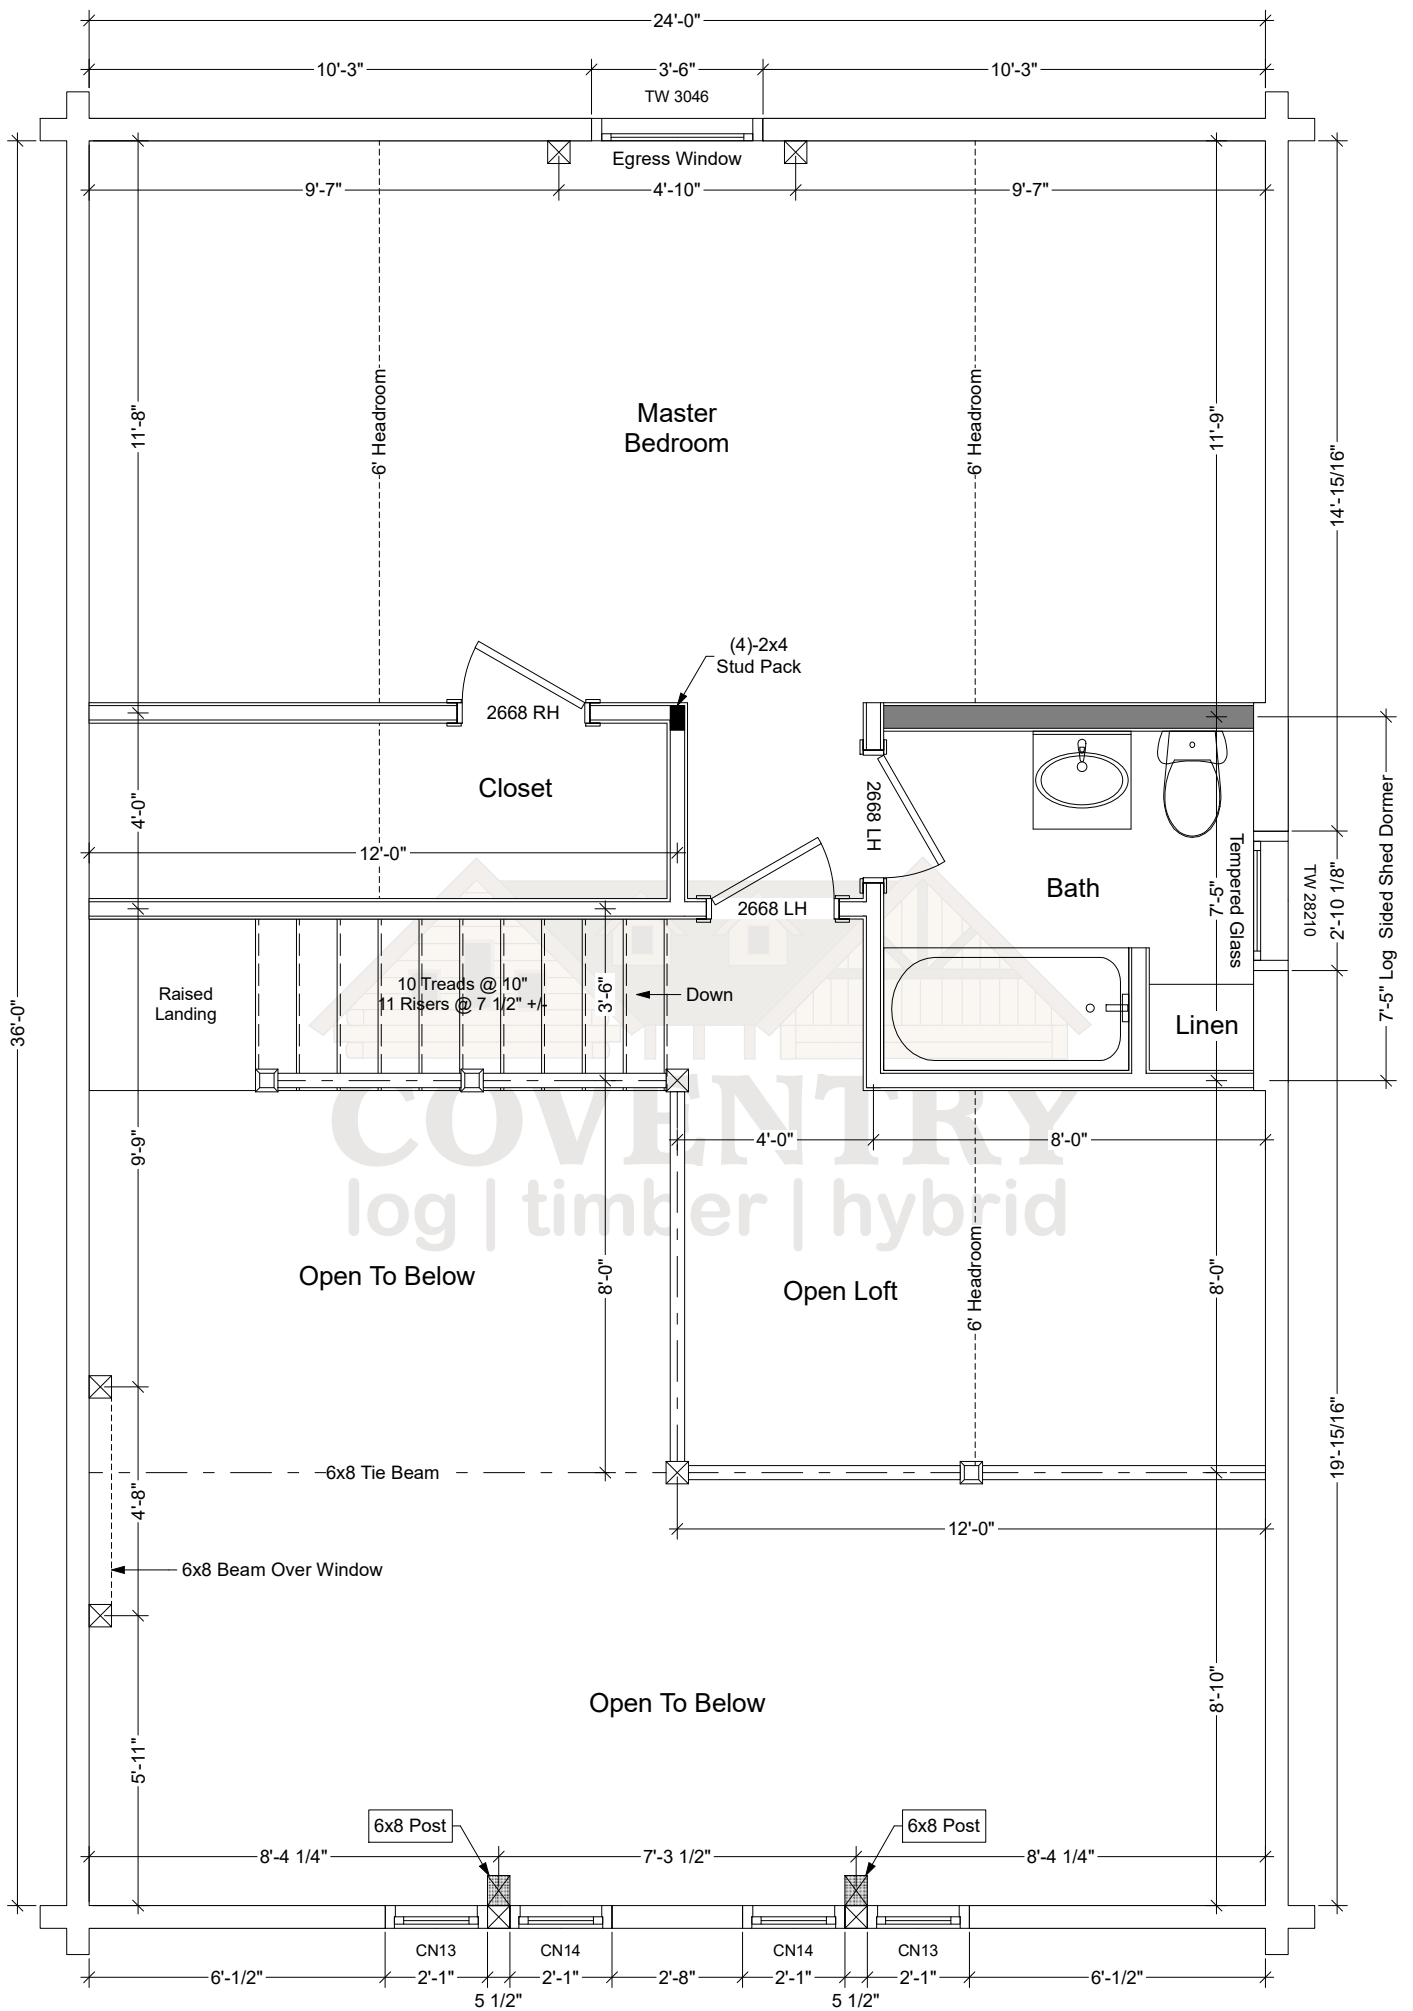 24'-0"
10'-3"
3'-6"
10'-3"
TW 3046
Egress Window
9'-7"
4'-10"
9'-7"
6' Headroom
6' Headroom
11'-8"
11'-9"
Master
Bedroom
14'-15/16"
(4)-2x4
Stud Pack
2668 RH
Closet
4'-0"
12'-0"
2668 LH
2668 LH
Bath
7'-5"
Tempered Glass
TW 28210
2'-10 1/8"
7'-5" Log Sided Shed Dormer
36'-0"
Raised
Landing
10 Treads @ 10"
11 Risers @ 7 1/2" +/-
3'-6"
Down
Linen
COVENTRY
log | timber | hybrid
9'-9"
4'-0"
8'-0"
Open To Below
8'-0"
Open Loft
6' Headroom
8'-0"
19'-15/16"
6x8 Tie Beam
4'-8"
12'-0"
6x8 Beam Over Window
Open To Below
8'-10"
5'-11"
6x8 Post
6x8 Post
8'-4 1/4"
7'-3 1/2"
8'-4 1/4"
CN13
CN14
CN14
CN13
6'-1/2"
2'-1"
2'-1"
2'-8"
2'-1"
2'-1"
6'-1/2"
5 1/2"
5 1/2"